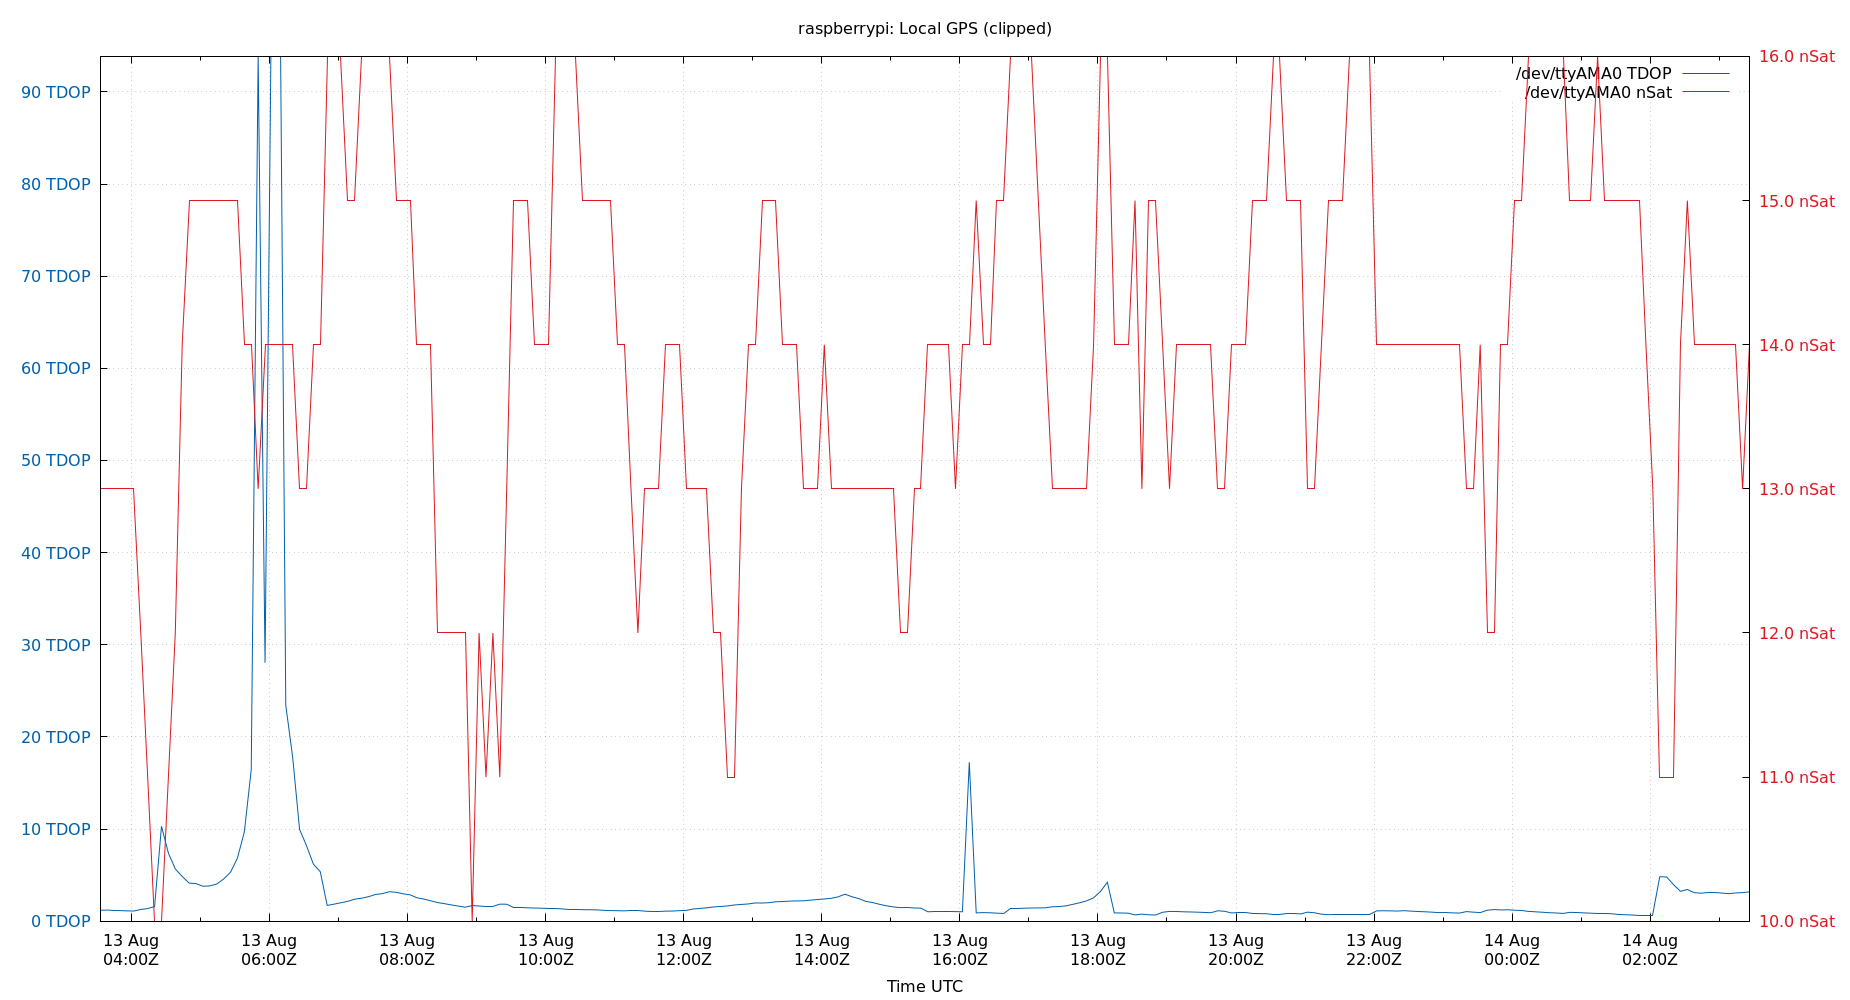 raspberrypi: Local GPS (clipped)
/dev/ttyAMA0 TDOP
/dev/ttyAMA0 nSat
90 TDOP
80 TDOP
70 TDOP
60 TDOP
50 TDOP
40 TDOP
30 TDOP
20 TDOP
10 TDOP
0 TDOP
16.0 nSat
15.0 nSat
14.0 nSat
13.0 nSat
12.0 nSat
11.0 nSat
10.0 nSat
13 Aug 13 Aug 13 Aug 13 Aug 13 Aug 13 Aug 13 Aug 13 Aug 13 Aug 13 Aug 14 Aug 14 Aug
04:00Z 06:00Z 08:00Z 10:00Z 12:00Z 14:00Z 16:00Z 18:00Z 20:00Z 22:00Z 00:00Z 02:00Z
Time UTC